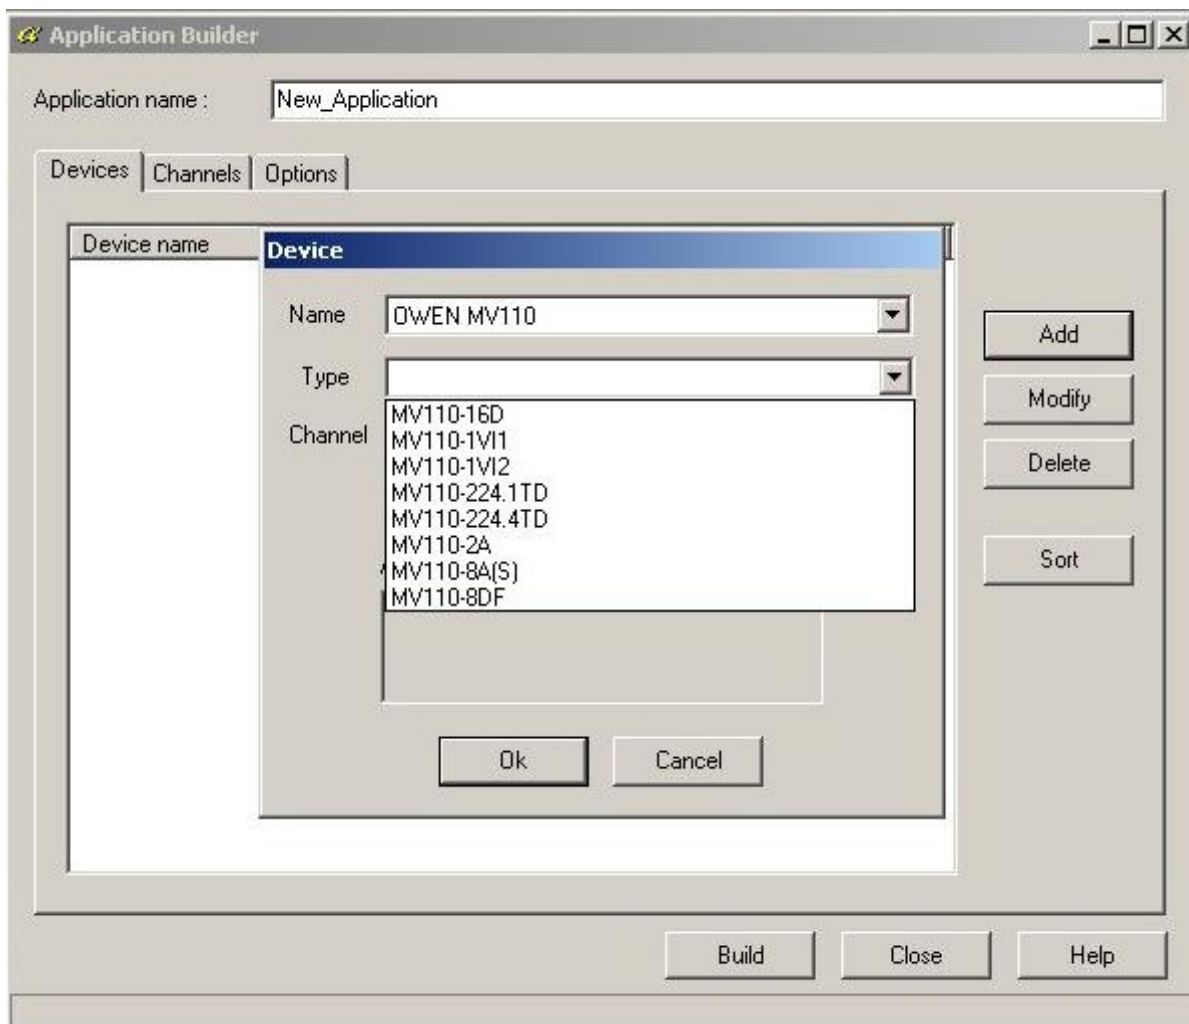 Application Builder
Application name :
New_Application
Devices
Channels
Options
Device name
Device
Name
OWEN MV110
Type
Channel
MV110-16D
MV110-1VI1
MV110-1VI2
MV110-224.1TD
MV110-224.4TD
MV110-2A
MV110-8A(S)
MV110-8DF
Ok
Cancel
Add
Modify
Delete
Sort
Build
Close
Help